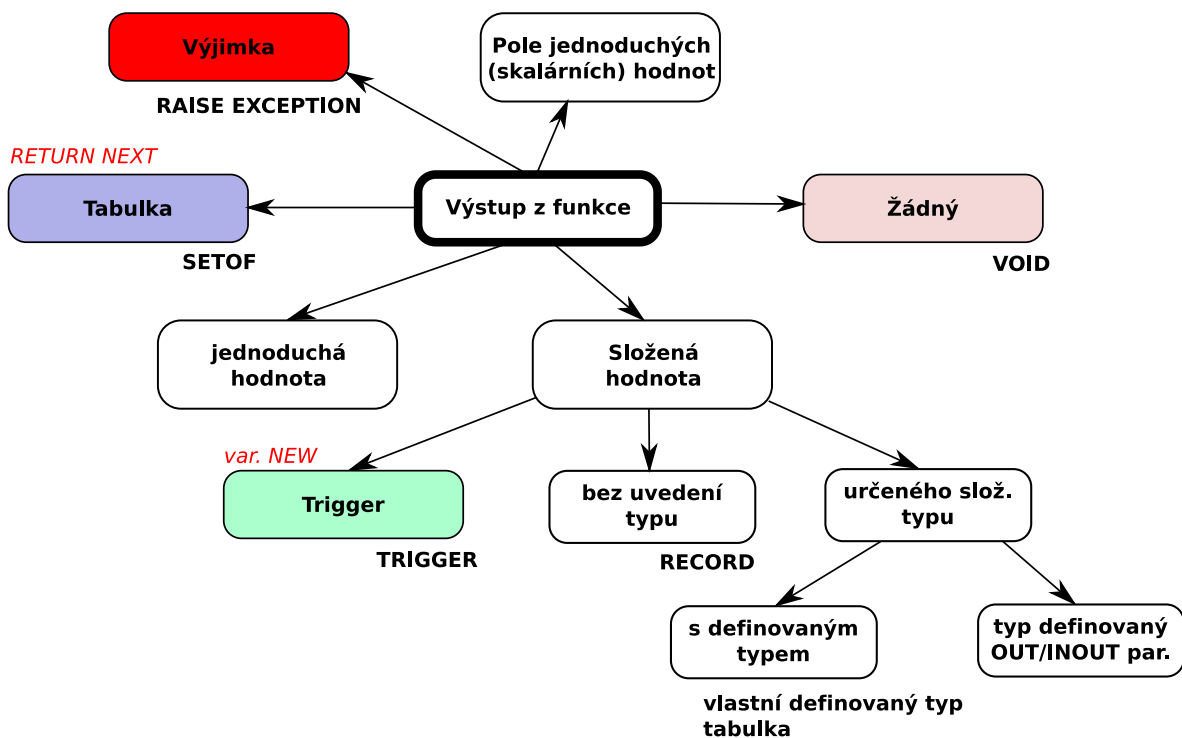 Výjimka
RAISE EXCEPTION
Pole jednoduchých
(skalárních) hodnot
RETURN NEXT
Tabulka
SETOF
Výstup z funkce
Žádný
VOID
jednoduchá
hodnota
Složená
hodnota
var. NEW
Trigger
TRIGGER
bez uvedení
typu
RECORD
určeného slož.
typu
s definovaným
typem
vlastní definovaný typ
tabulka
typ definovaný
OUT/INOUT par.